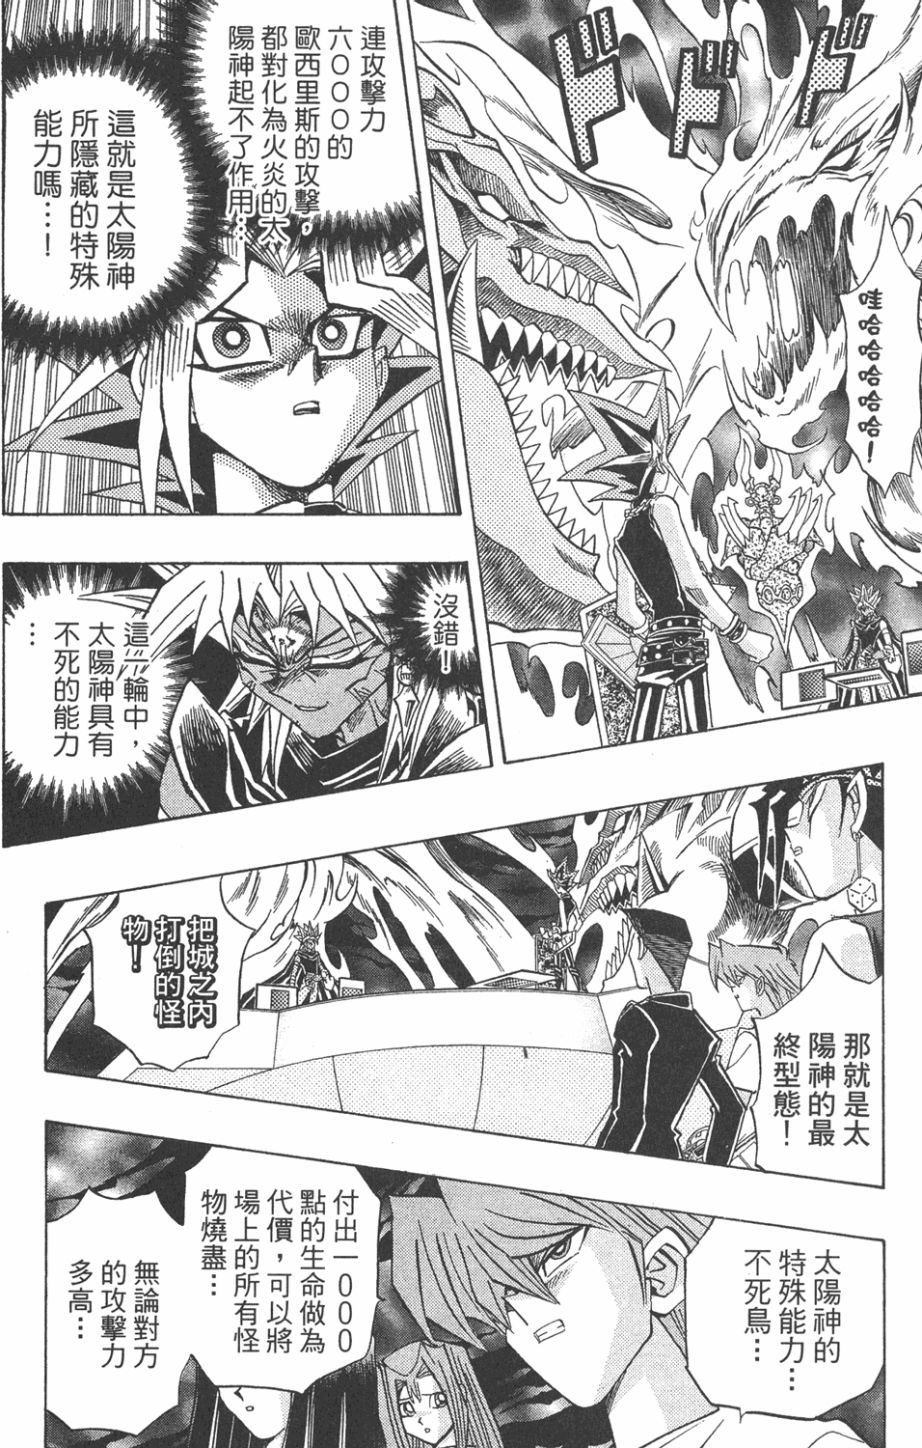 ドドド
哇哈哈哈哈哈！
連攻擊力
六０００的
歐西里斯的攻擊，
都對化為火炎的太
陽神起不了作用…
這就是太陽神
所隱藏的特殊
能力嗎…！
沒錯！
這一輪中，
太陽神具有
不死的能力
…
那就是太
陽神的最
終型態！
把城之內
打倒的怪
物！
太陽神的
特殊能力…
不死鳥…
付出一０００
點的生命做為
代價，可以將
場上的所有怪
物燒盡…
無論對方
的攻擊力
多高…